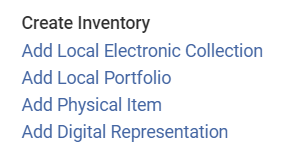 Create Inventory
Add Local Electronic Collection
Add Local Portfolio
Add Physical Item
Add Digital Representation